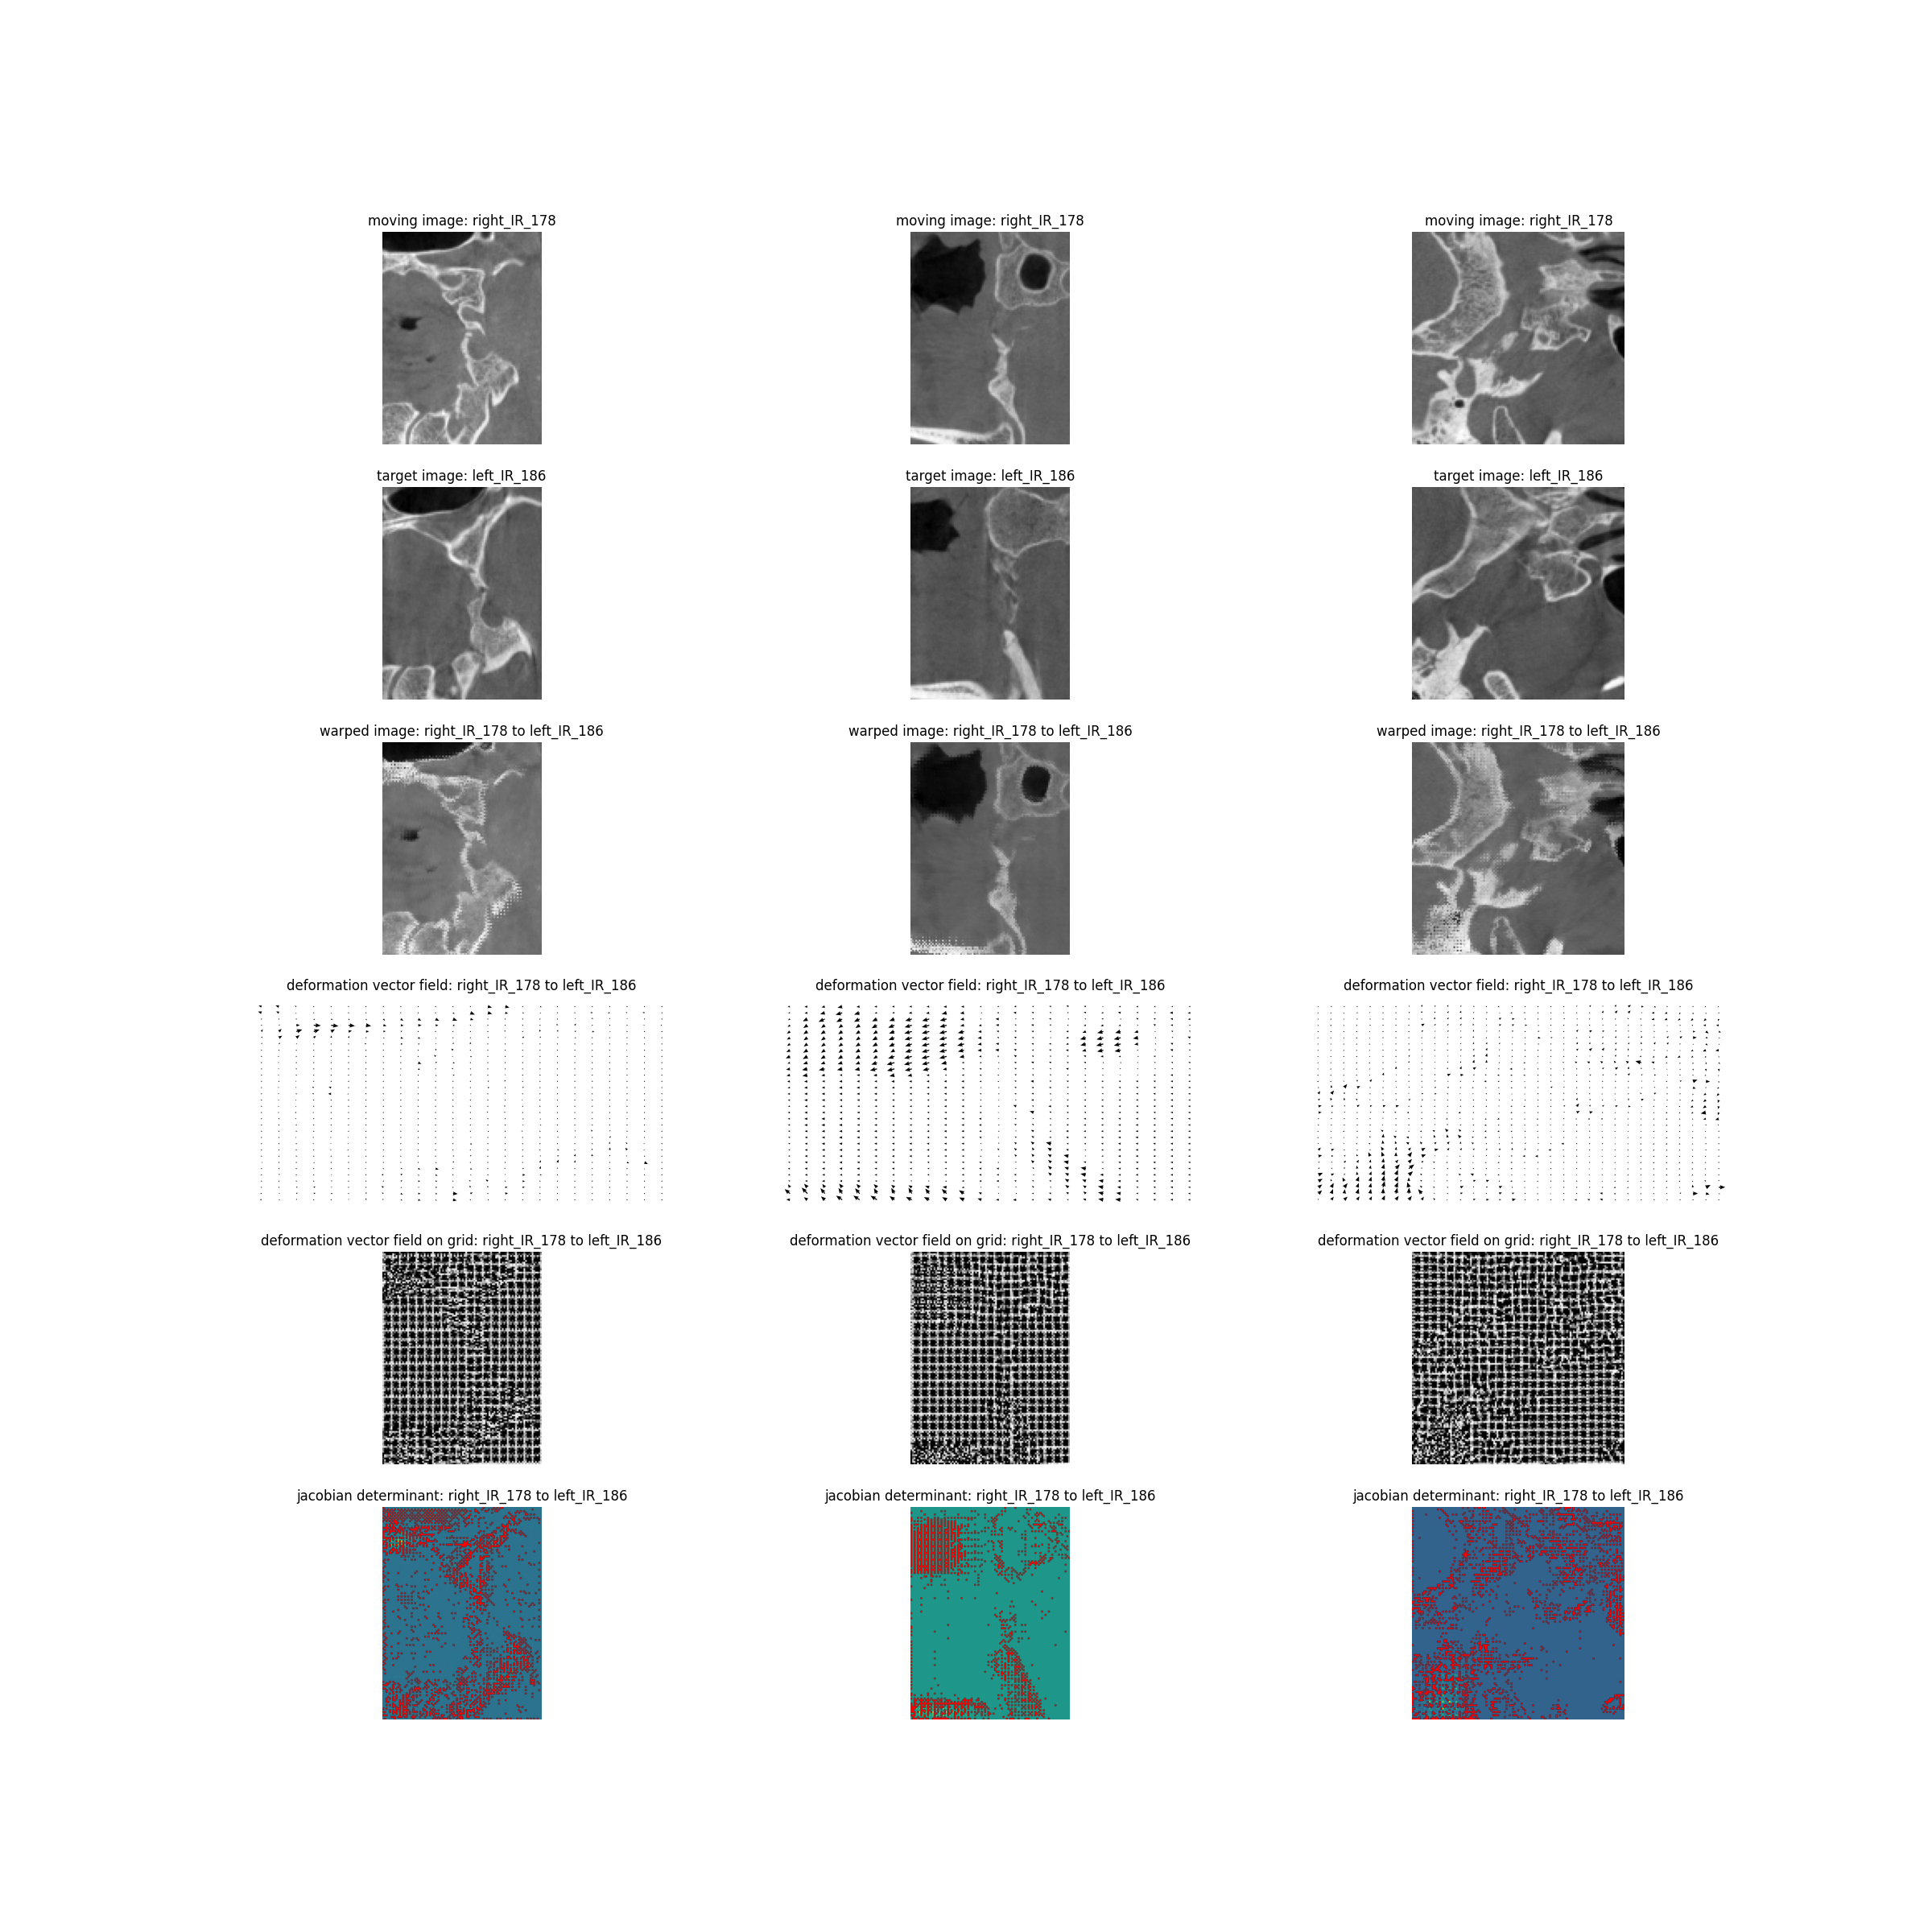 moving image: right_IR_178
moving image: right_IR_178
moving image: right_IR_178
target image: left_IR_186
target image: left_IR_186
target image: left_IR_186
warped image: right_IR_178 to left_IR_186
warped image: right_IR_178 to left_IR_186
warped image: right_IR_178 to left_IR_186
deformation vector field: right_IR_178 to left_IR_186
deformation vector field: right_IR_178 to left_IR_186
deformation vector field: right_IR_178 to left_IR_186
deformation vector field on grid: right_IR_178 to left_IR_186
deformation vector field on grid: right_IR_178 to left_IR_186
deformation vector field on grid: right_IR_178 to left_IR_186
jacobian determinant: right_IR_178 to left_IR_186
jacobian determinant: right_IR_178 to left_IR_186
jacobian determinant: right_IR_178 to left_IR_186